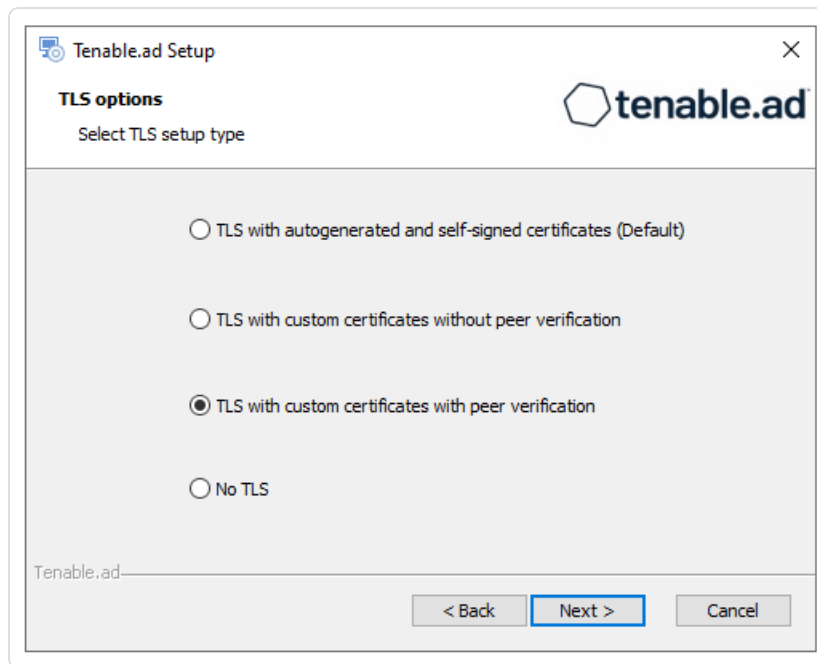 Tenable.ad Setup
TLS options
Select TLS setup type
tenable.ad
TLS with autogenerated and self-signed certificates (Default)
TLS with custom certificates without peer verification
TLS with custom certificates with peer verification
No TLS
Tenable.ad
< Back
Next >
Cancel